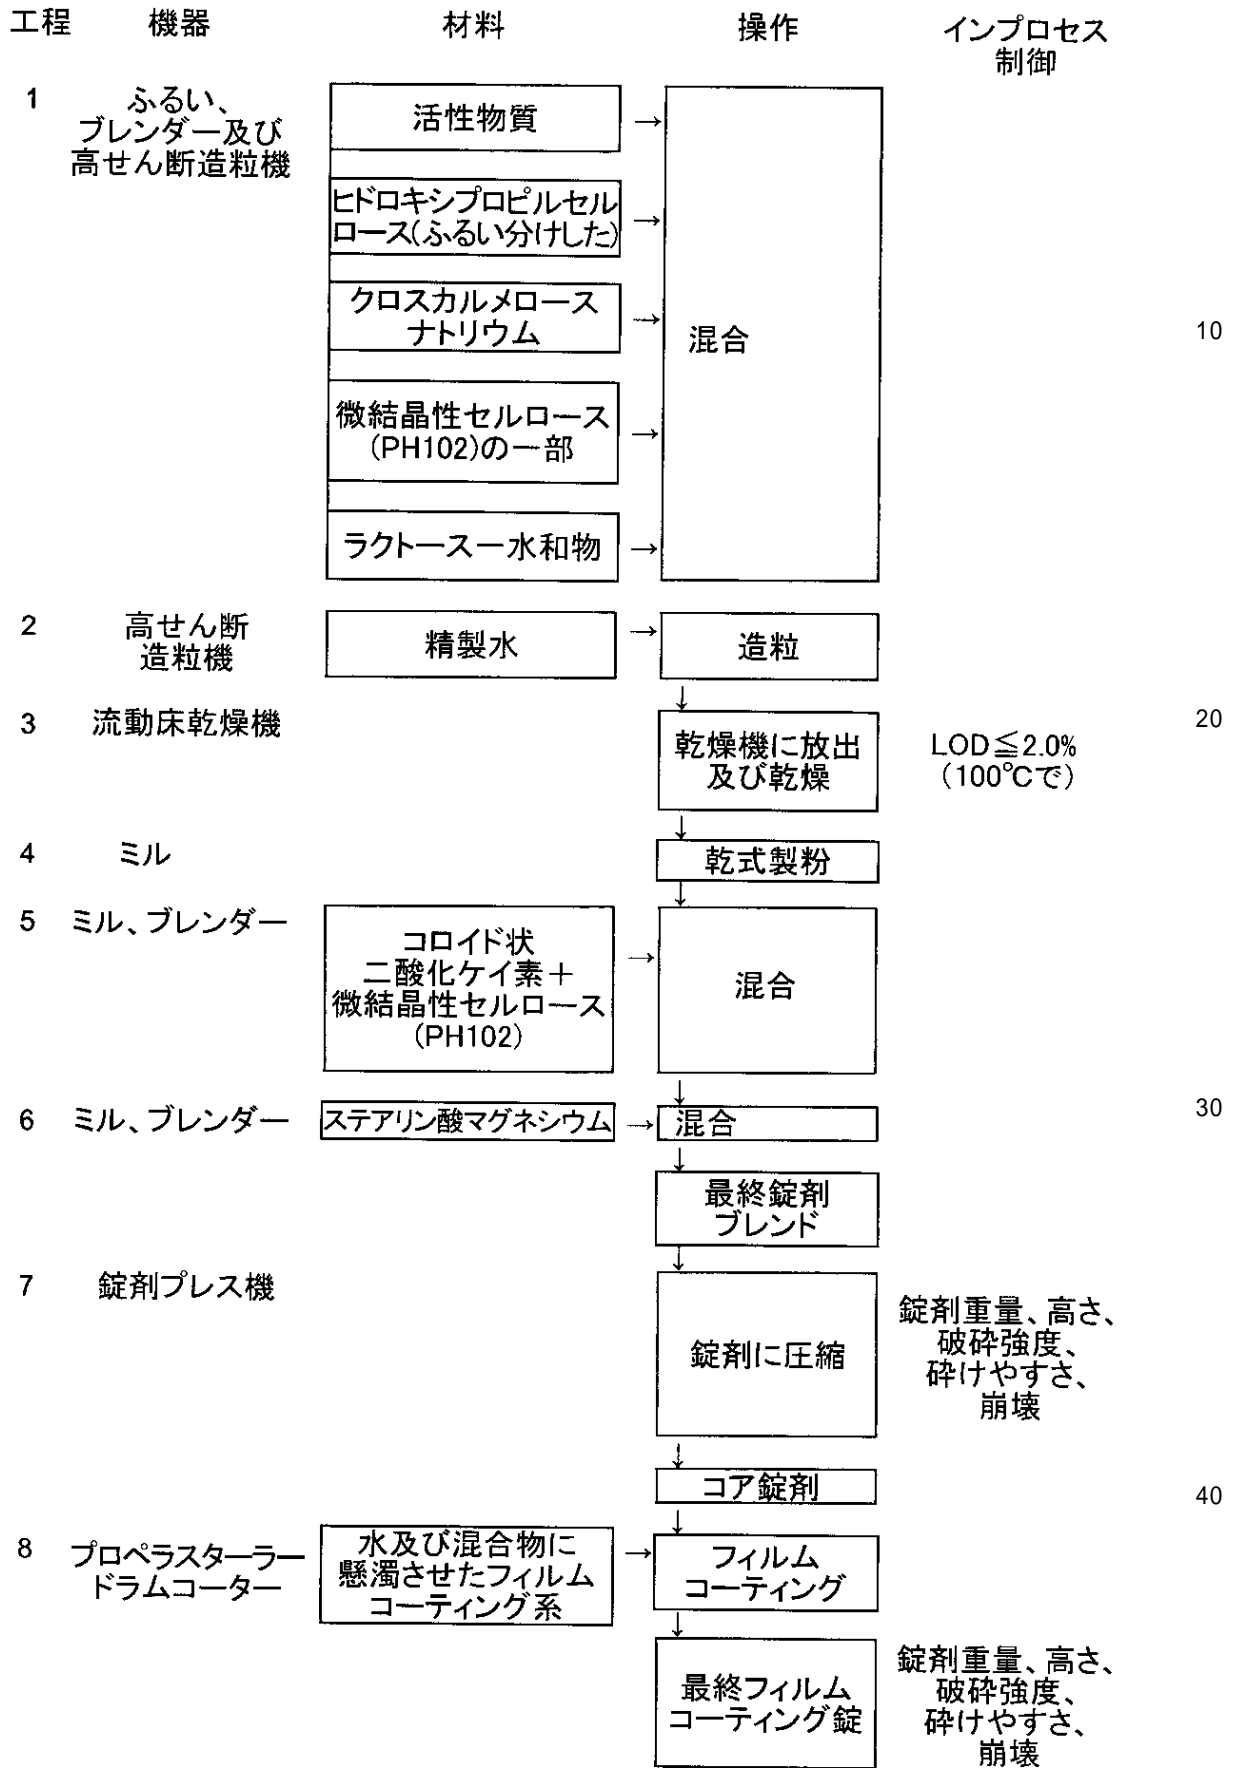 工程 機器 材料 操作 インプロセス
制御
1 ふるい、
ブレンダー及び
高せん断造粒機
活性物質 →
ヒドロキシプロピルセル
ロース(ふるい分けした) →
クロスカルメロース
ナトリウム →
混合
10
微結晶性セルロース
(PH102)の一部 →
ラクトース一水和物 →
2 高せん断
造粒機
精製水 → 造粒
↓
3 流動床乾燥機
乾燥機に放出
及び乾燥
LOD≦2.0%
(100℃で)
20
↓
4 ミル 乾式製粉
↓
5 ミル、ブレンダー
コロイド状
二酸化ケイ素+
微結晶性セルロース
(PH102)
→ 混合
↓
6 ミル、ブレンダー ステアリン酸マグネシウム → 混合
30
↓
最終錠剤
ブレンド
↓
7 錠剤プレス機
錠剤に圧縮
錠剤重量、高さ、
破砕強度、
砕けやすさ、
崩壊
↓
コア錠剤
40
↓
8 プロペラスターラー
ドラムコーター
水及び混合物に
懸濁させたフィルム
コーティング系
→ フィルム
コーティング
↓
最終フィルム
コーティング錠
錠剤重量、高さ、
破砕強度、
砕けやすさ、
崩壊